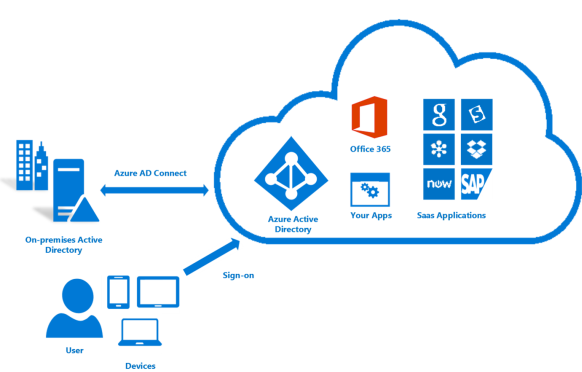 Office 365
g
now
SAP
Azure AD Connect
Azure Active
Directory
Your Apps
Saas Applications
On-premises Active
Directory
Sign-on
User
Devices